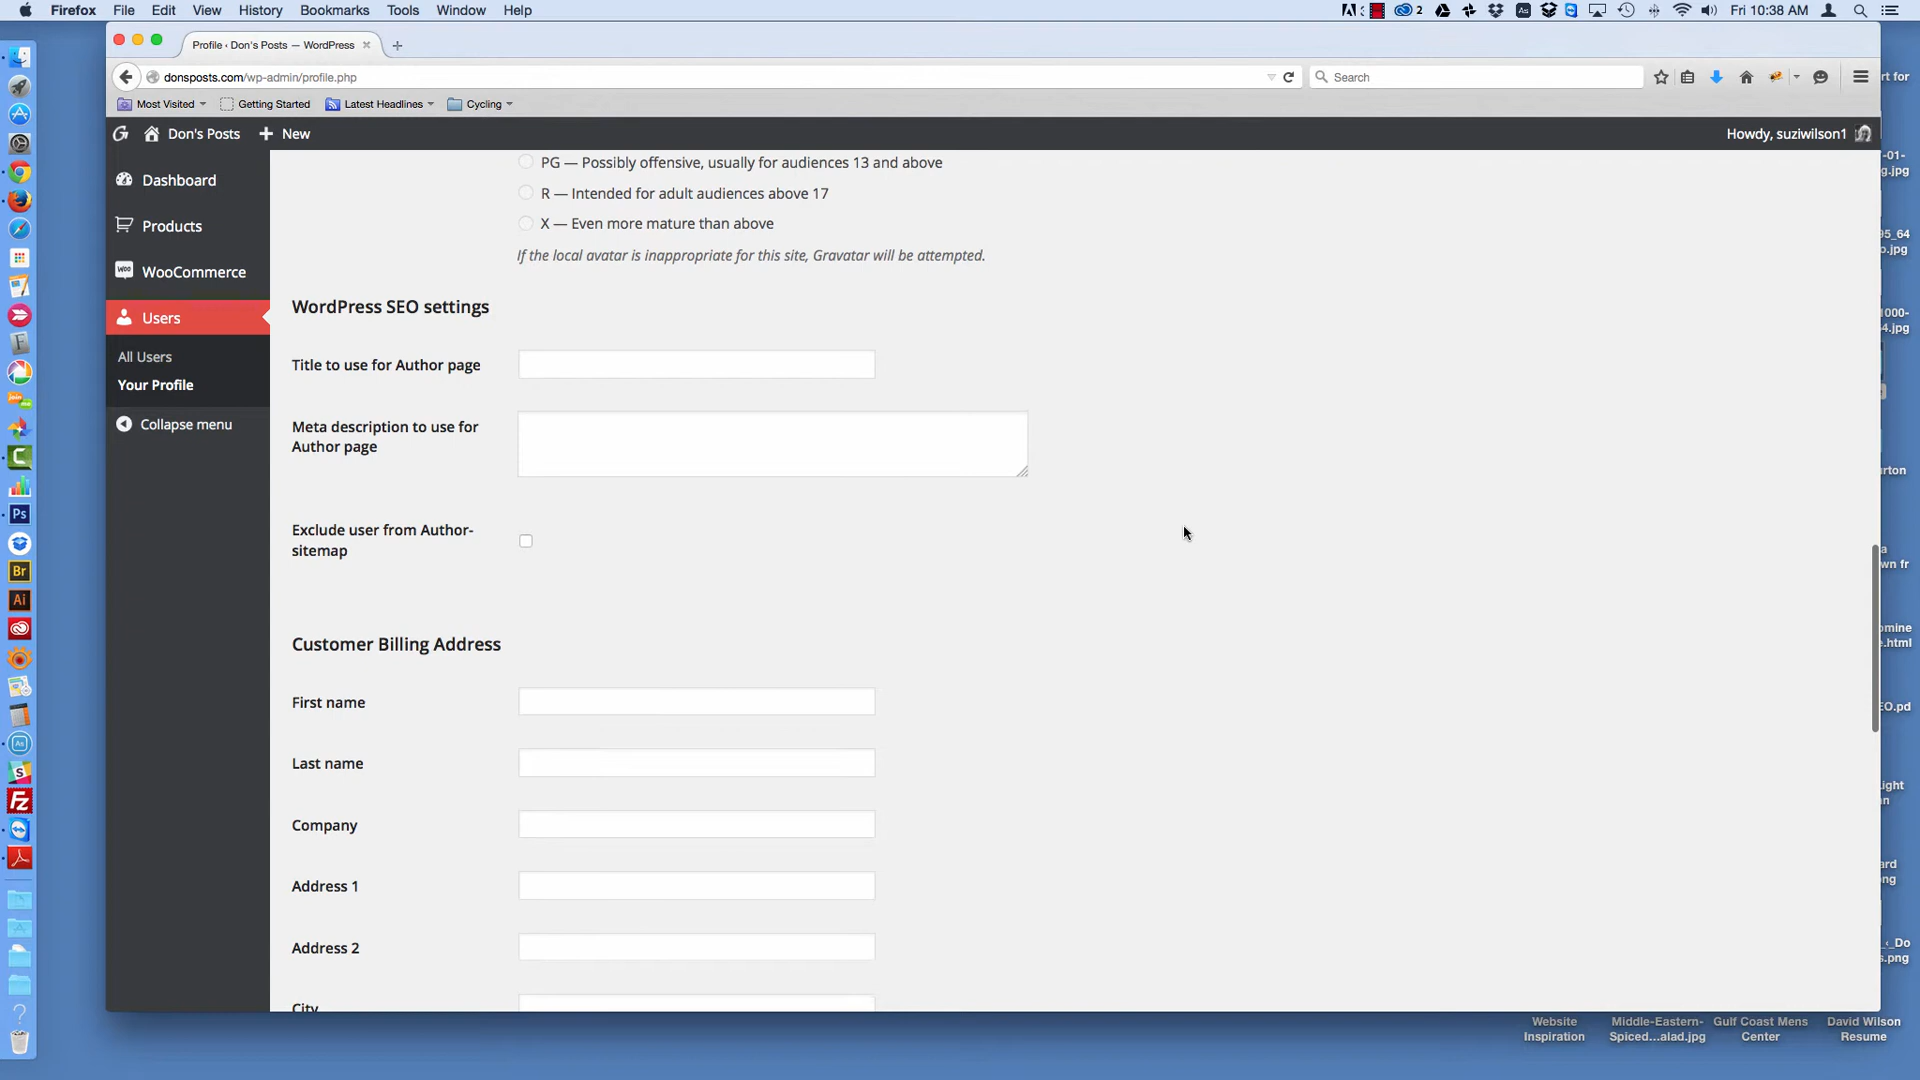 Firefox File Edit View History Bookmarks Tools Window Help
2 Fri 10:38 AM
Profile ‹ Don's Posts — WordPress
donsposts.com/wp-admin/profile.php
Search
Most Visited Getting Started Latest Headlines Cycling
Don's Posts New
Howdy, suziwilson1
Dashboard
Products
WooCommerce
Users
All Users
Your Profile
Collapse menu
PG — Possibly offensive, usually for audiences 13 and above
R — Intended for adult audiences above 17
X — Even more mature than above
If the local avatar is inappropriate for this site, Gravatar will be attempted.
WordPress SEO settings
Title to use for Author page
Meta description to use for
Author page
Exclude user from Author-
sitemap
Customer Billing Address
First name
Last name
Company
Address 1
Address 2
City
Website
Inspiration
Middle-Eastern-
Spiced...alad.jpg
Gulf Coast Mens
Center
David Wilson
Resume